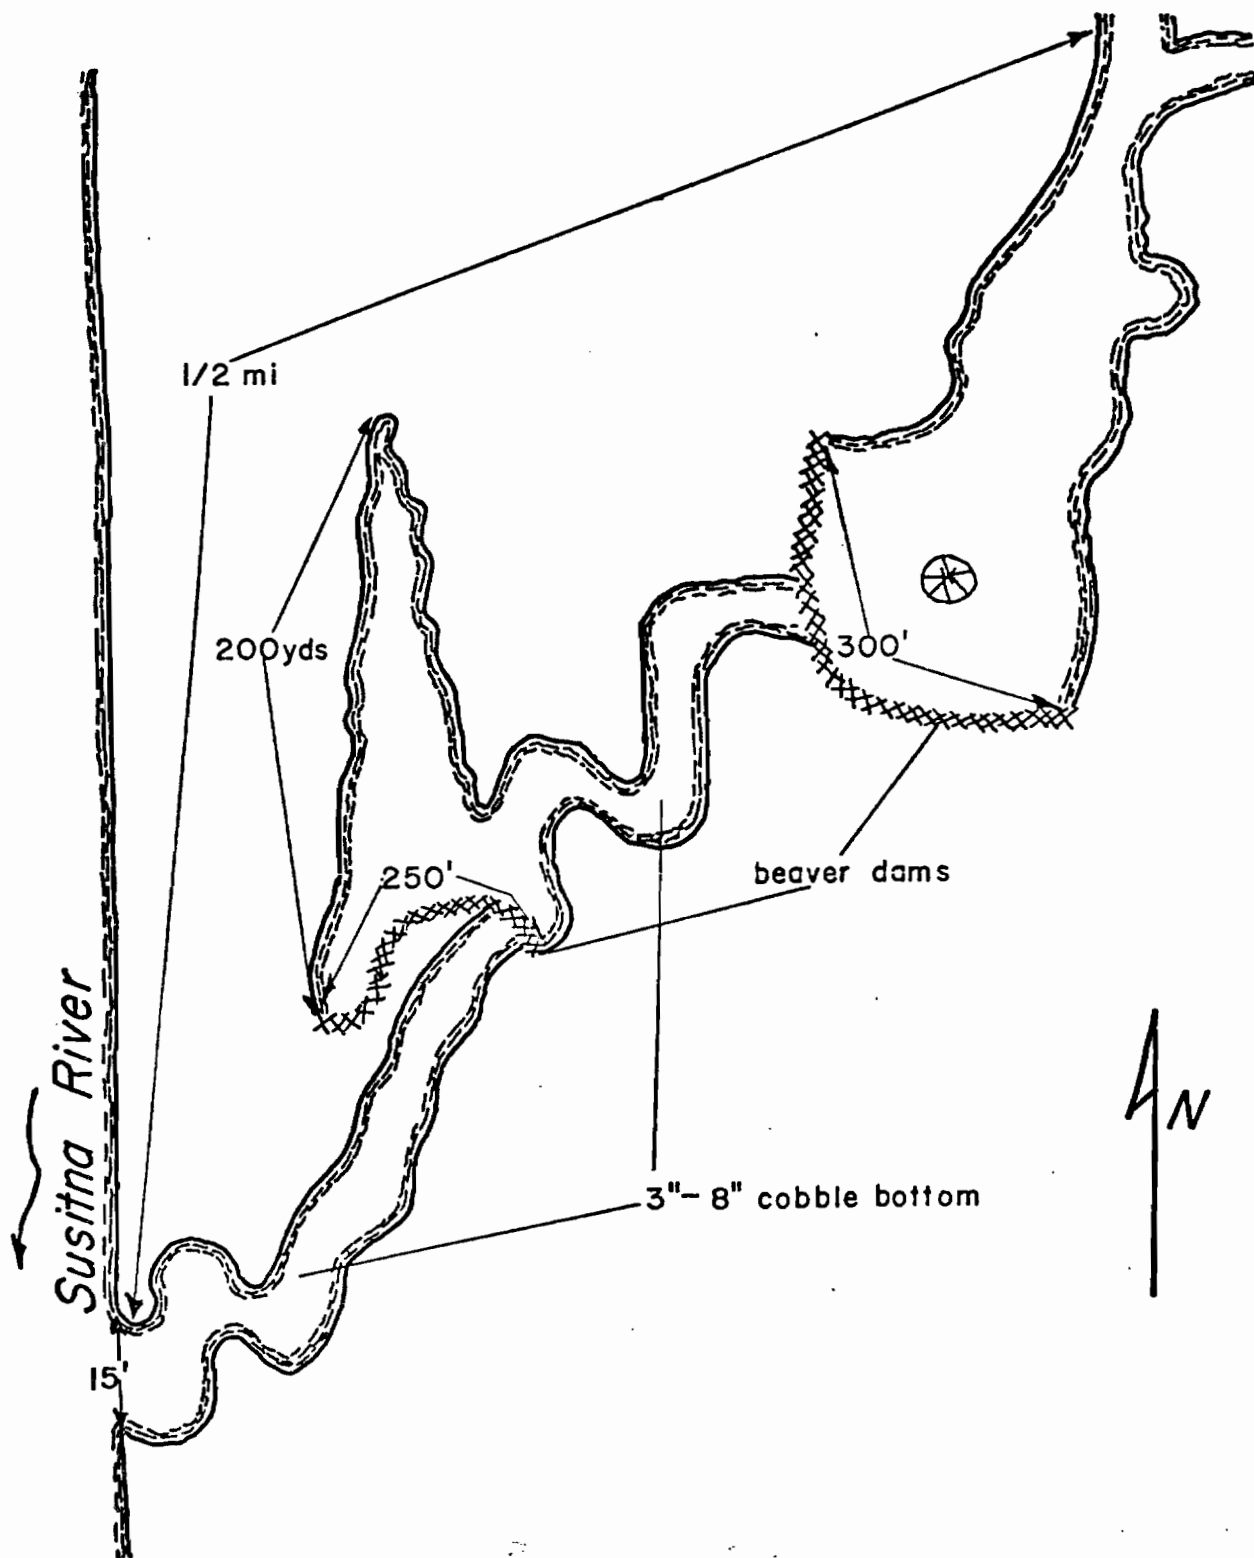 1/2 mi
200yds
300'
250'
beaver dams
Susitna River
N
3"-8" cobble bottom
15'